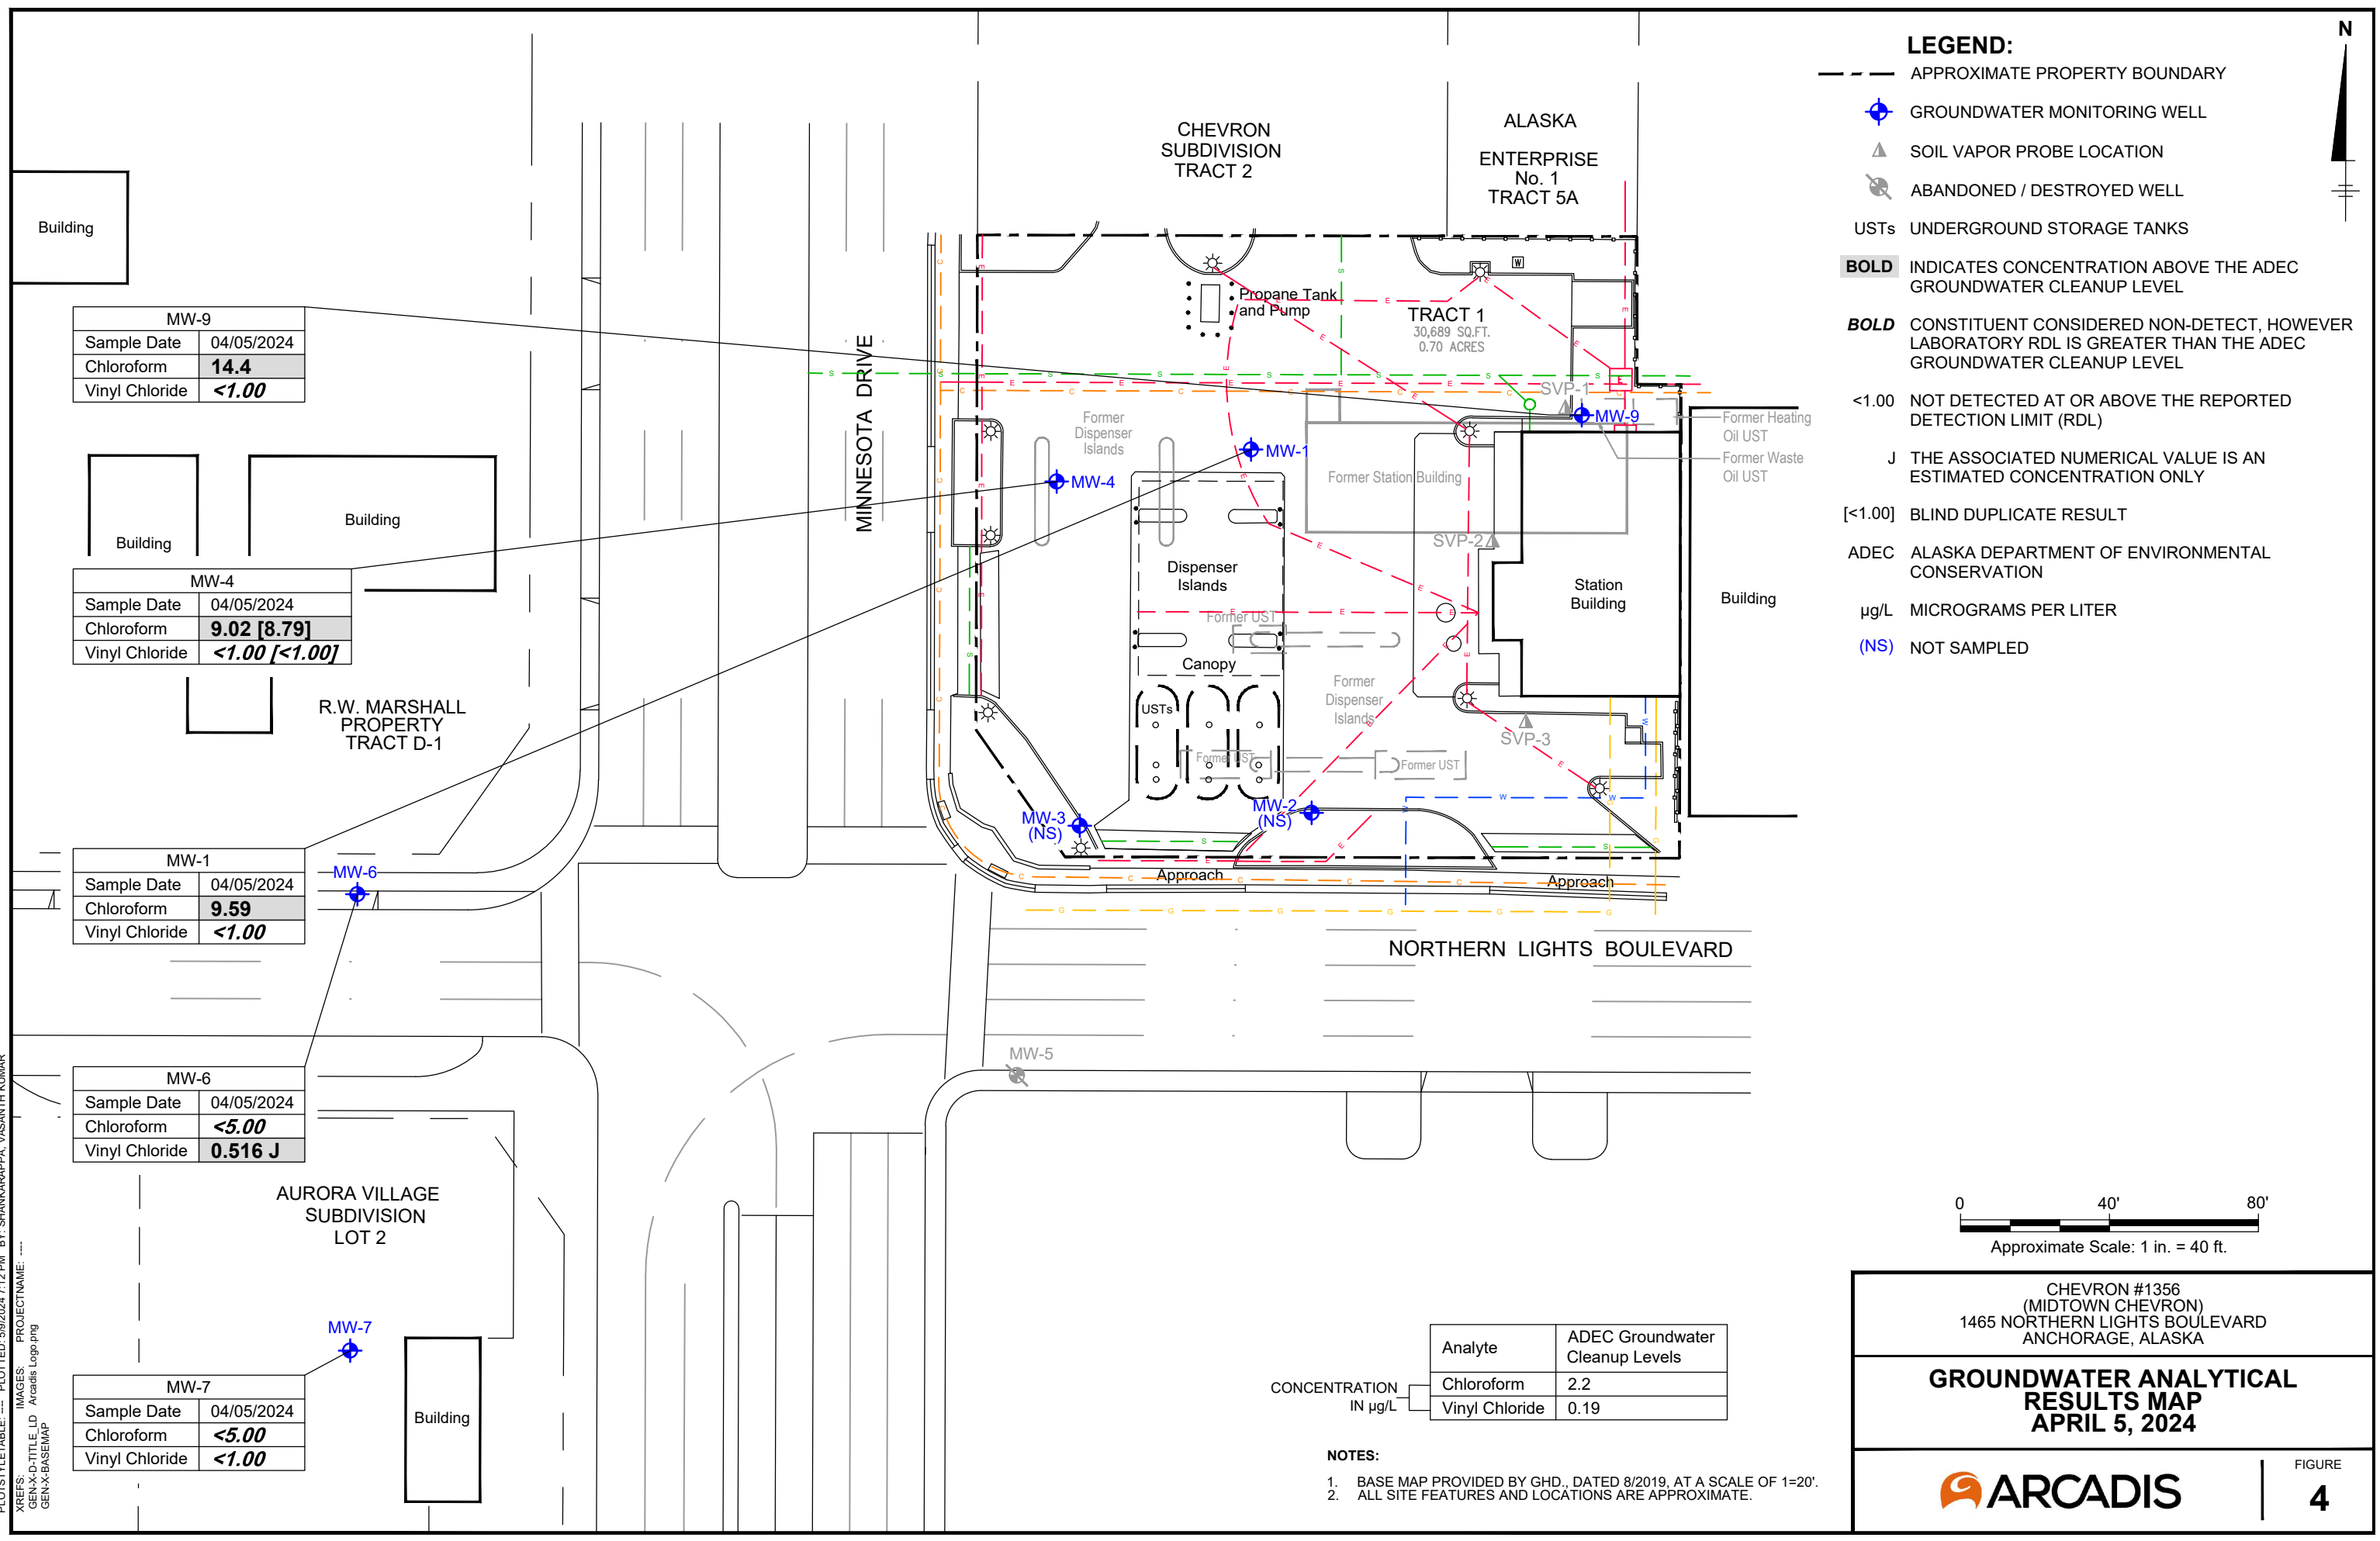 N
LEGEND:
APPROXIMATE PROPERTY BOUNDARY
GROUNDWATER MONITORING WELL
SOIL VAPOR PROBE LOCATION
ABANDONED / DESTROYED WELL
USTs UNDERGROUND STORAGE TANKS
BOLD INDICATES CONCENTRATION ABOVE THE ADEC
GROUNDWATER CLEANUP LEVEL
BOLD CONSTITUENT CONSIDERED NON-DETECT, HOWEVER
LABORATORY RDL IS GREATER THAN THE ADEC
GROUNDWATER CLEANUP LEVEL
<1.00 NOT DETECTED AT OR ABOVE THE REPORTED
DETECTION LIMIT (RDL)
J THE ASSOCIATED NUMERICAL VALUE IS AN
ESTIMATED CONCENTRATION ONLY
[<1.00] BLIND DUPLICATE RESULT
ADEC ALASKA DEPARTMENT OF ENVIRONMENTAL
CONSERVATION
µg/L MICROGRAMS PER LITER
(NS) NOT SAMPLED
CHEVRON
SUBDIVISION
TRACT 2
ALASKA
ENTERPRISE
No. 1
TRACT 5A
Building
MW-9
Sample Date 04/05/2024
Chloroform 14.4
Vinyl Chloride <1.00
Building
Building
MW-4
Sample Date 04/05/2024
Chloroform 9.02 [8.79]
Vinyl Chloride <1.00 [<1.00]
R.W. MARSHALL
PROPERTY
TRACT D-1
MW-1
Sample Date 04/05/2024
Chloroform 9.59
Vinyl Chloride <1.00
MW-6
MW-6
Sample Date 04/05/2024
Chloroform <5.00
Vinyl Chloride 0.516 J
AURORA VILLAGE
SUBDIVISION
LOT 2
MW-7
MW-7
Sample Date 04/05/2024
Chloroform <5.00
Vinyl Chloride <1.00
Building
MINNESOTA DRIVE
Propane Tank
and Pump
TRACT 1
30,689 SQ.FT.
0.70 ACRES
W
SVP-1
MW-9
Former Heating
Oil UST
Former Waste
Oil UST
Former
Dispenser
Islands
MW-1
MW-4
Former Station Building
SVP-2
Dispenser
Islands
Station
Building
Building
Former UST
Canopy
USTs
Former
Dispenser
Islands
SVP-3
Former UST
Former UST
MW-3
(NS)
MW-2
(NS)
Approach
Approach
NORTHERN LIGHTS BOULEVARD
MW-5
0 40' 80'
Approximate Scale: 1 in. = 40 ft.
CONCENTRATION
IN µg/L
Analyte ADEC Groundwater
Cleanup Levels
Chloroform 2.2
Vinyl Chloride 0.19
NOTES:
1. BASE MAP PROVIDED BY GHD., DATED 8/2019, AT A SCALE OF 1=20'.
2. ALL SITE FEATURES AND LOCATIONS ARE APPROXIMATE.
CHEVRON #1356
(MIDTOWN CHEVRON)
1465 NORTHERN LIGHTS BOULEVARD
ANCHORAGE, ALASKA
GROUNDWATER ANALYTICAL
RESULTS MAP
APRIL 5, 2024
ARCADIS
FIGURE
4
XREFS: IMAGES: PROJECTNAME: ----
GEN-X-D-TITLE_LD Arcadis Logo.png
GEN-X-BASEMAP